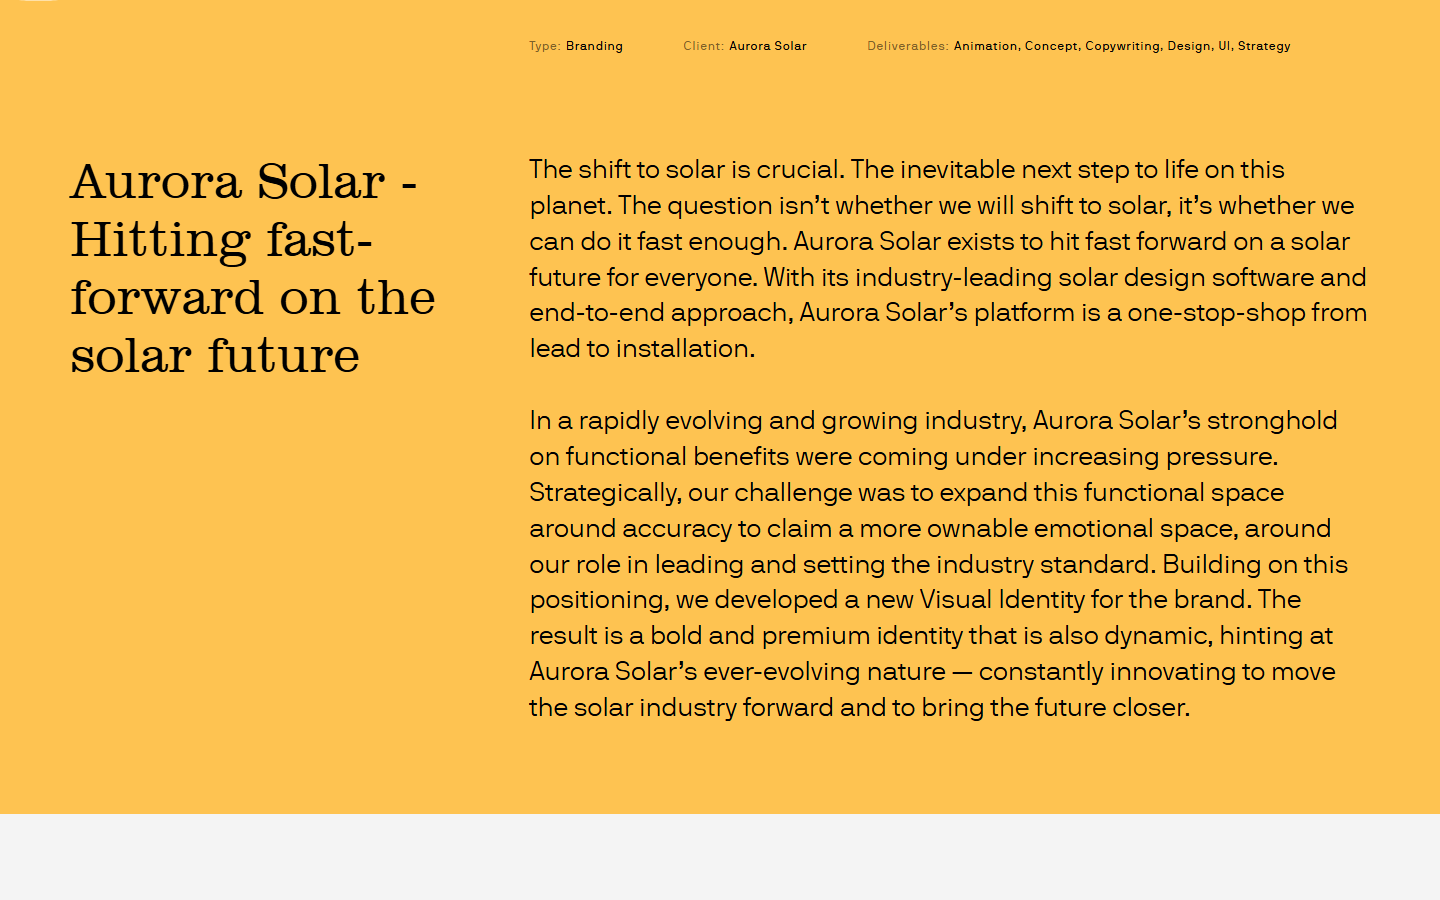 Type: Branding
Client: Aurora Solar
Deliverables: Animation, Concept, Copywriting, Design, UI, Strategy
Aurora Solar -
Hitting fast-
forward on the
solar future
The shift to solar is crucial. The inevitable next step to life on this
planet. The question isn’t whether we will shift to solar, it’s whether we
can do it fast enough. Aurora Solar exists to hit fast forward on a solar
future for everyone. With its industry-leading solar design software and
end-to-end approach, Aurora Solar’s platform is a one-stop-shop from
lead to installation.
In a rapidly evolving and growing industry, Aurora Solar’s stronghold
on functional benefits were coming under increasing pressure.
Strategically, our challenge was to expand this functional space
around accuracy to claim a more ownable emotional space, around
our role in leading and setting the industry standard. Building on this
positioning, we developed a new Visual Identity for the brand. The
result is a bold and premium identity that is also dynamic, hinting at
Aurora Solar’s ever-evolving nature — constantly innovating to move
the solar industry forward and to bring the future closer.